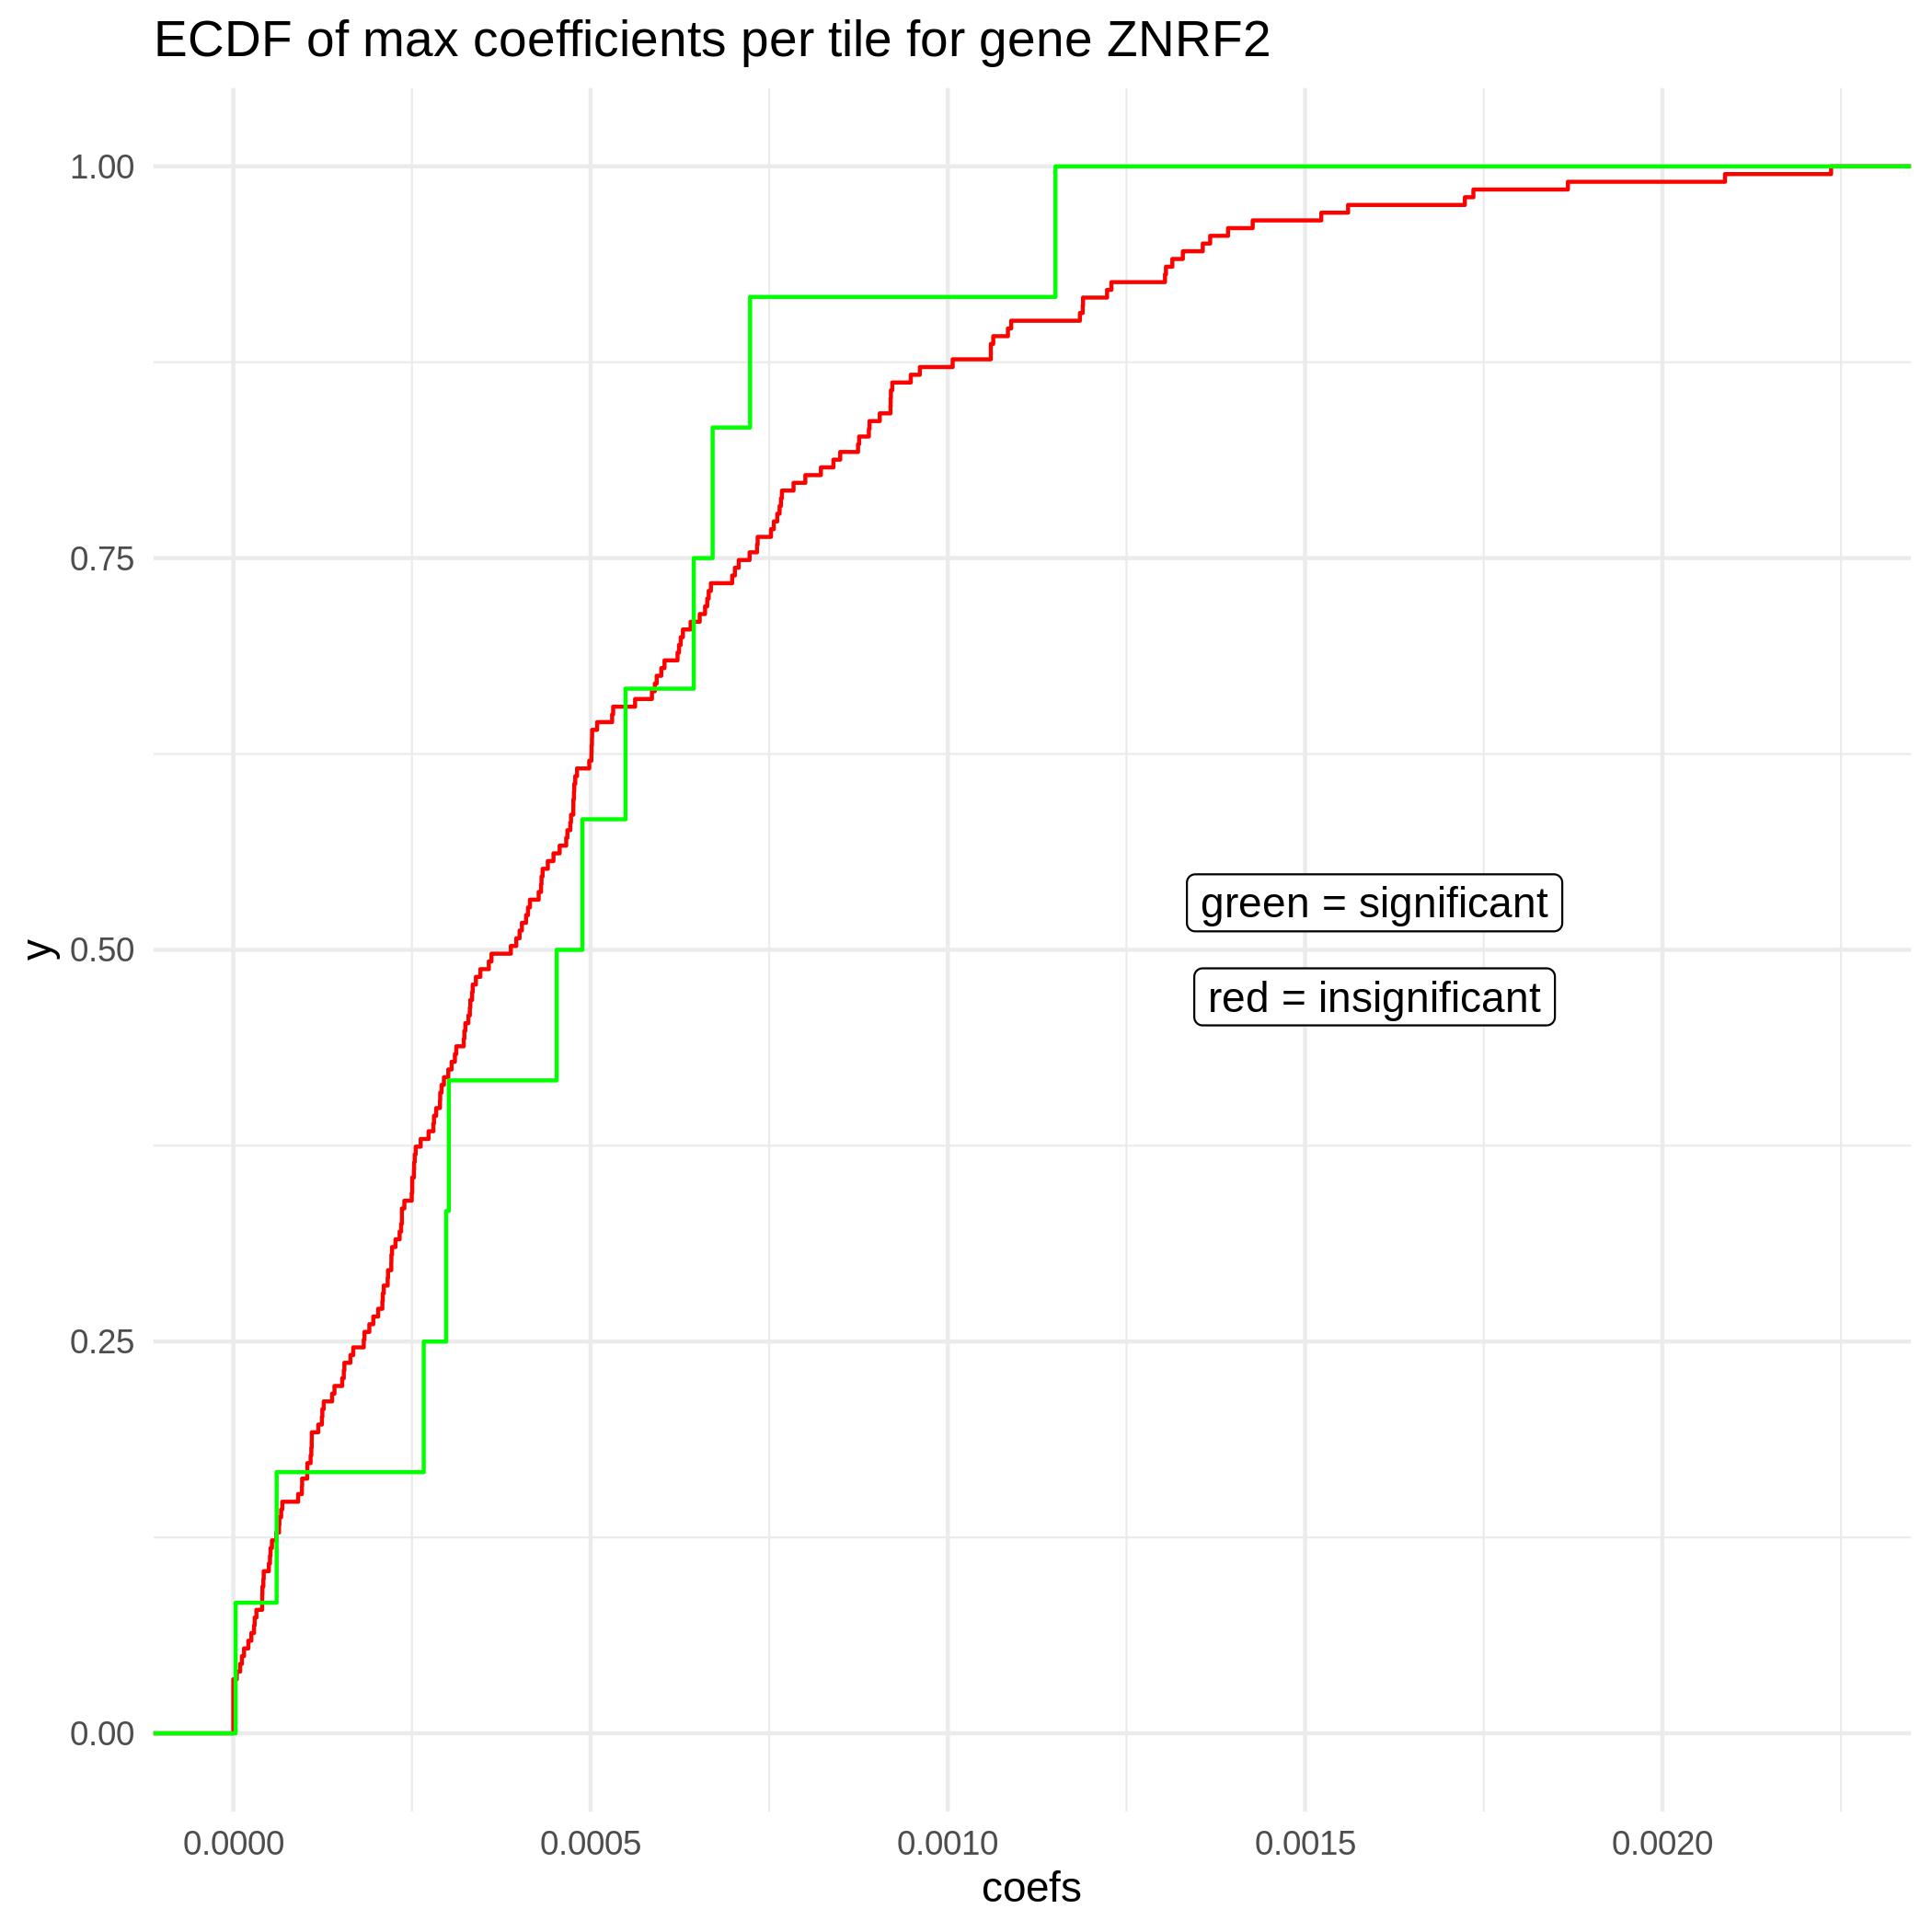 ECDF of max coefficients per tile for gene ZNRF2
1.00
0.75
0.50
0.25
0.00
y
green = significant
red = insignificant
0.0000 0.0005 0.0010 0.0015 0.0020
coefs